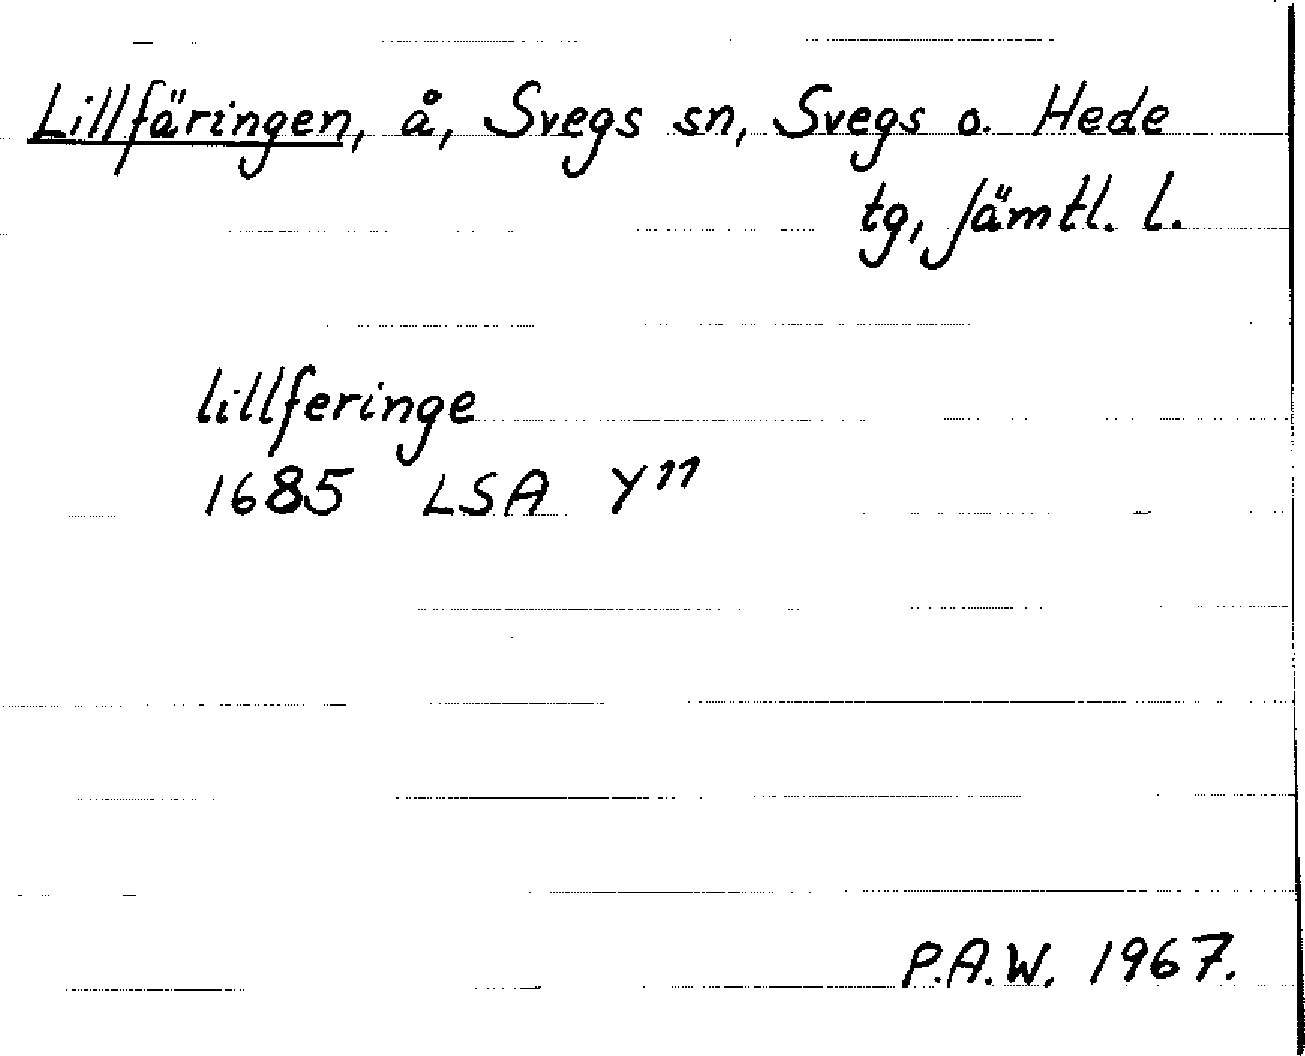 Lillfäringen, å, Svegs sn, Svegs o. Hede
tg, Jämtl. l.
lillferinge
1685 LSA Y¹¹
P.A.W. 1967.